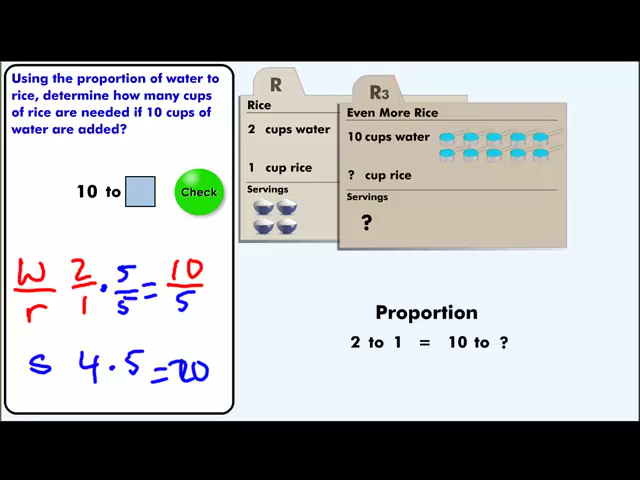 Using the proportion of water to
rice, determine how many cups
of rice are needed if 10 cups of
water are added?
10 to
Check
W/r 2/1 · 5/5 = 10/5
S 4 · 5 = 20
R
Rice
2 cups water
1 cup rice
Servings
R3
Even More Rice
10 cups water
? cup rice
Servings
?
Proportion
2 to 1 = 10 to ?